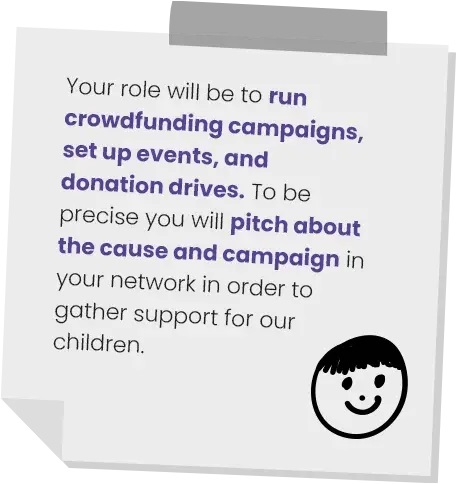 Your role will be to run
crowdfunding campaigns,
set up events, and
donation drives. To be
precise you will pitch about
the cause and campaign in
your network in order to
gather support for our
children.